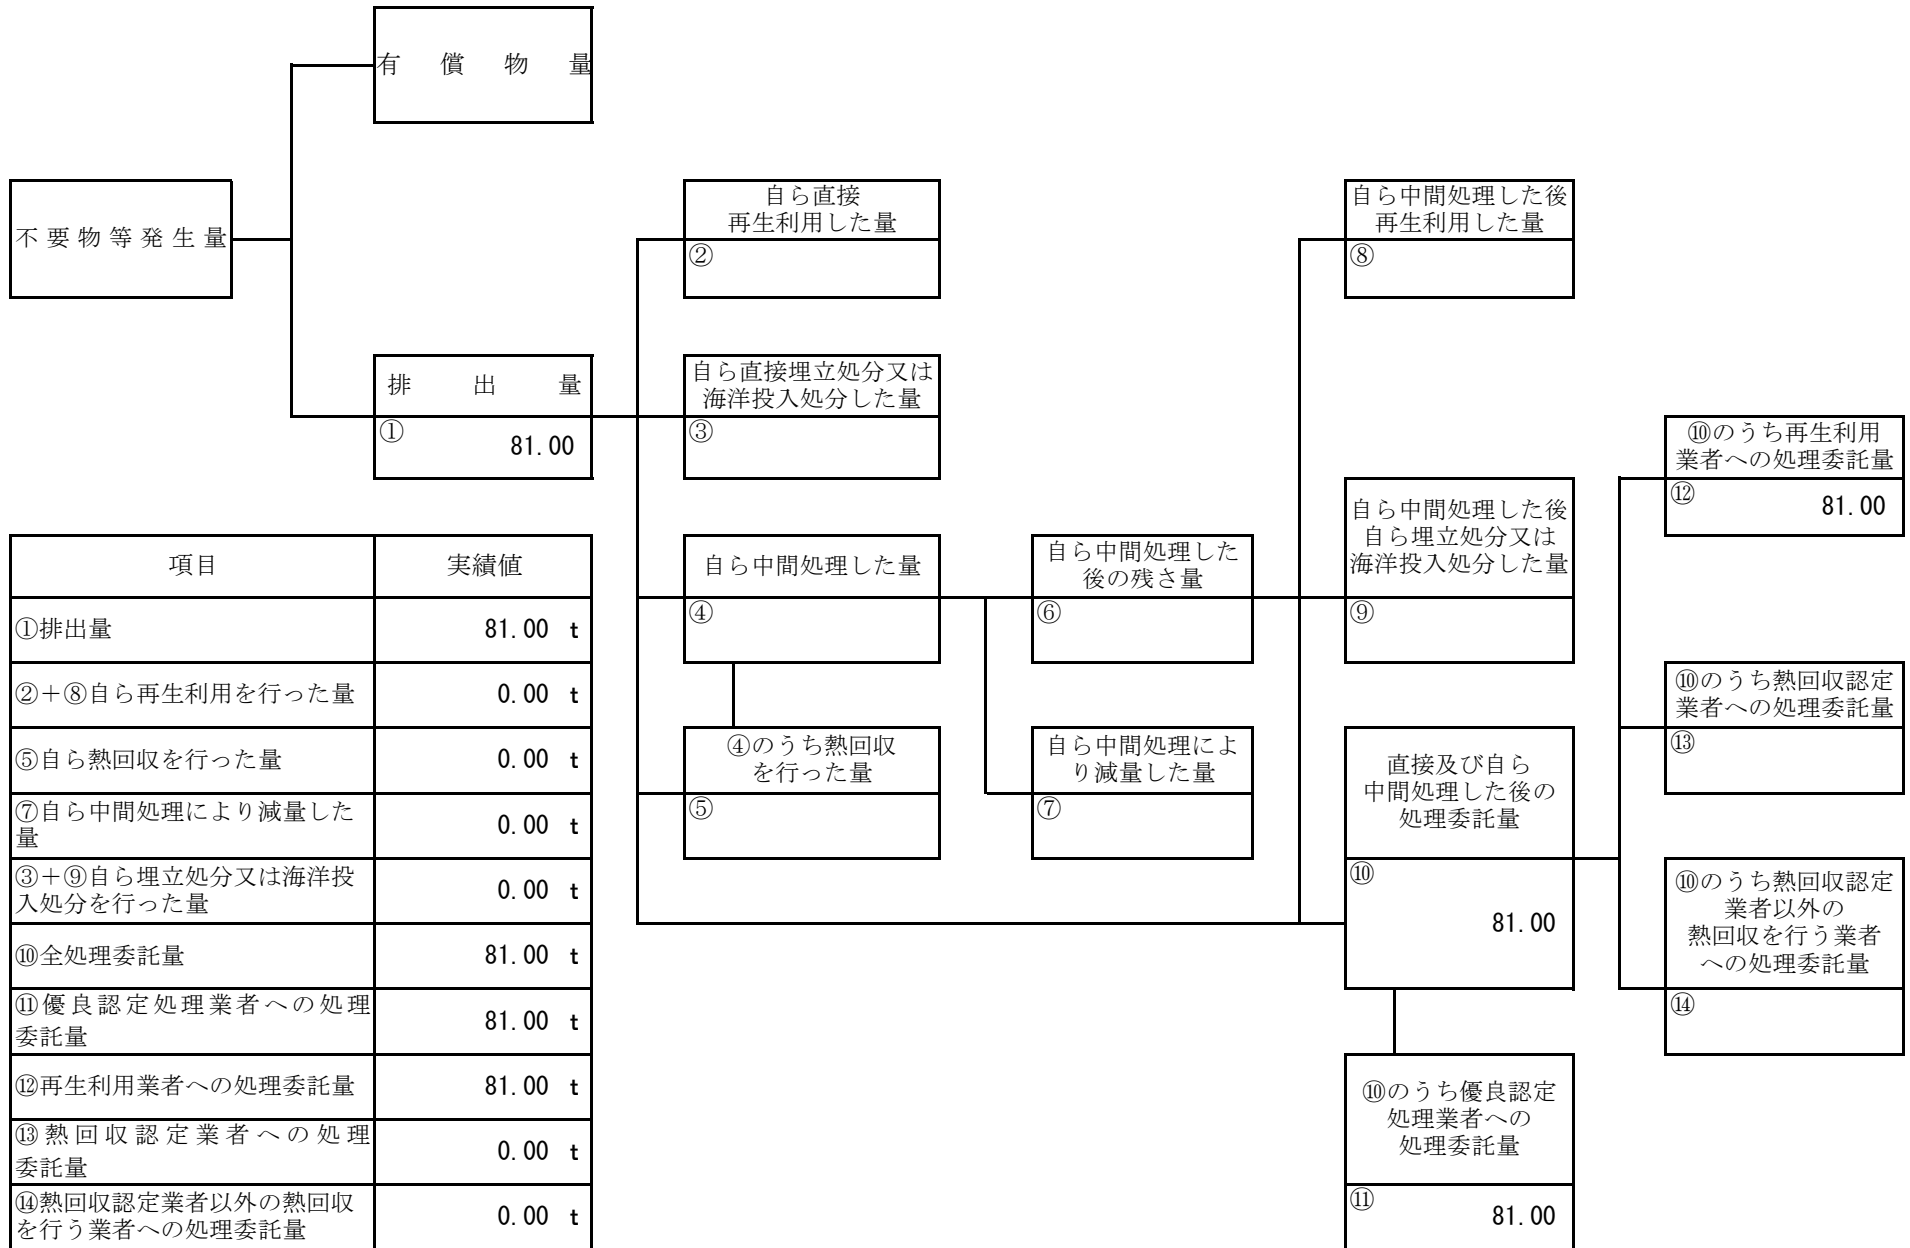 有償物量
不要物等発生量
自ら直接
再生利用した量
②
自ら中間処理した後
再生利用した量
⑧
排出量
①
81.00
自ら直接埋立処分又は
海洋投入処分した量
③
⑩のうち再生利用
業者への処理委託量
⑫
81.00
自ら中間処理した量
④
自ら中間処理した
後の残さ量
⑥
自ら中間処理した後
自ら埋立処分又は
海洋投入処分した量
⑨
⑩のうち熱回収認定
業者への処理委託量
⑬
④のうち熱回収
を行った量
⑤
自ら中間処理によ
り減量した量
⑦
直接及び自ら
中間処理した後の
処理委託量
⑩
81.00
⑩のうち熱回収認定
業者以外の
熱回収を行う業者
への処理委託量
⑭
⑩のうち優良認定
処理業者への
処理委託量
⑪
81.00
項目 実績値
①排出量 81.00 t
②+⑧自ら再生利用を行った量 0.00 t
⑤自ら熱回収を行った量 0.00 t
⑦自ら中間処理により減量した
量 0.00 t
③+⑨自ら埋立処分又は海洋投
入処分を行った量 0.00 t
⑩全処理委託量 81.00 t
⑪優良認定処理業者への処理
委託量 81.00 t
⑫再生利用業者への処理委託量 81.00 t
⑬熱回収認定業者への処理
委託量 0.00 t
⑭熱回収認定業者以外の熱回収
を行う業者への処理委託量 0.00 t